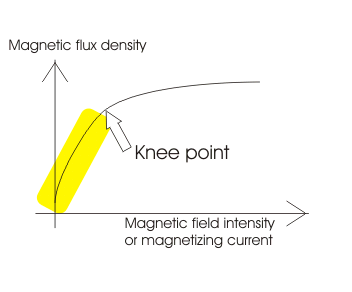 Magnetic flux density
Knee point
Magnetic field intensity
or magnetizing current